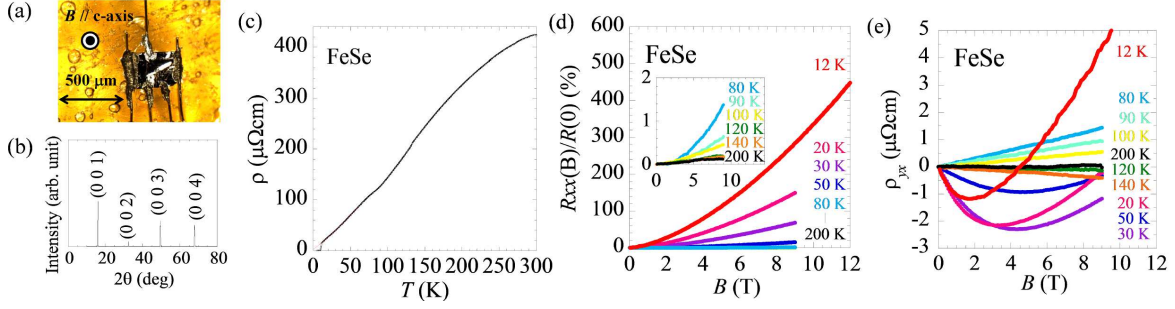 (a)
B // c-axis
500 μm
(b)
Intensity (arb. unit)
(0 0 1)
(0 0 2)
(0 0 3)
(0 0 4)
0 20 40 60 80
2θ (deg)
(c)
FeSe
ρ (μΩcm)
400
300
200
100
0
0 50 100 150 200 250 300
T (K)
(d)
FeSe
Rxx(B)/R(0) (%)
600
500
400
300
200
100
0
0 2 4 6 8 10 12
B (T)
12 K
20 K
30 K
50 K
80 K
200 K
2
1
0
0 5 10
80 K
90 K
100 K
120 K
140 K
200 K
(e)
FeSe
ρyx (μΩcm)
5
4
3
2
1
0
-1
-2
-3
0 4 8 12
B (T)
12 K
80 K
90 K
100 K
200 K
120 K
140 K
20 K
50 K
30 K